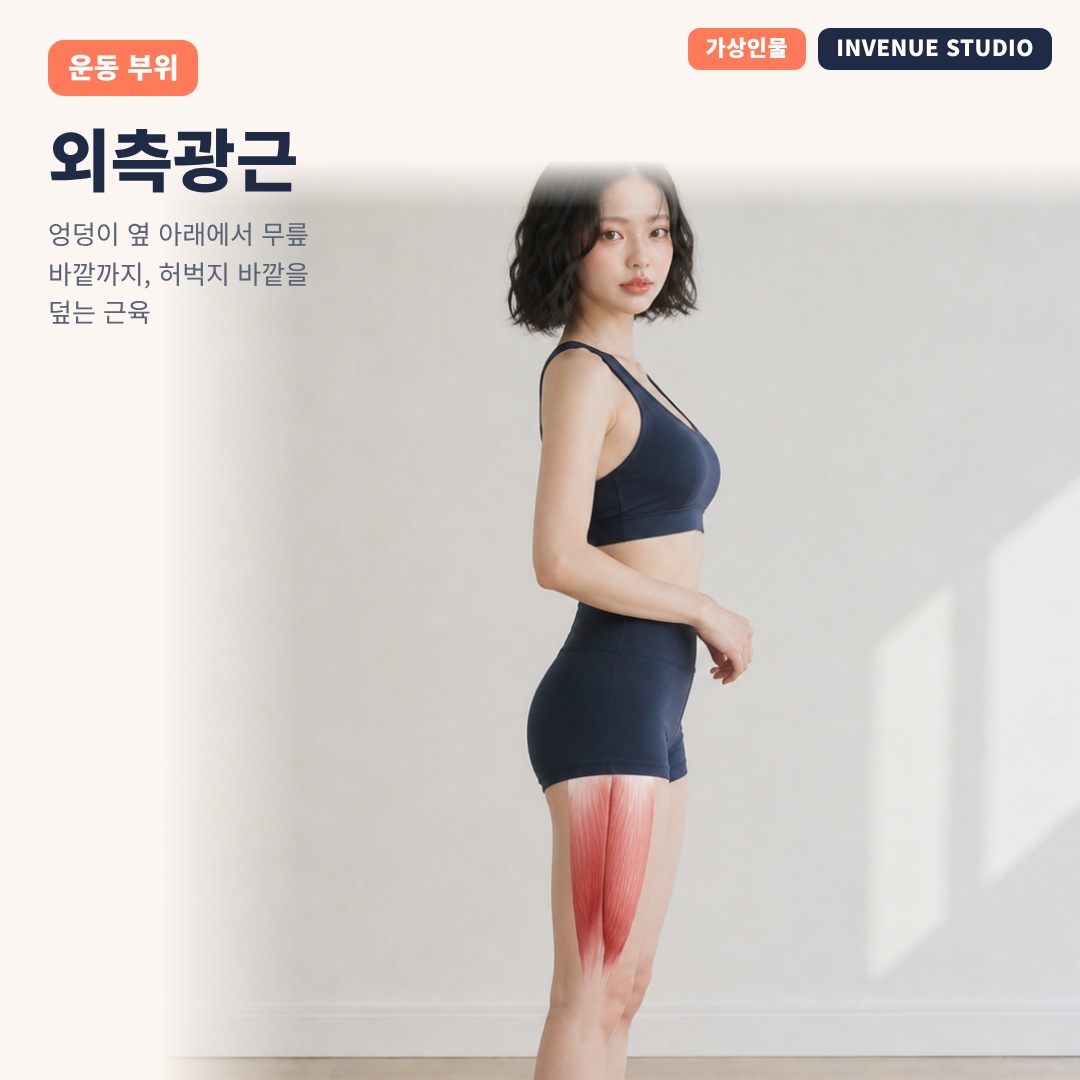 운동 부위
가상인물
INVENUE STUDIO
외측광근
엉덩이 옆 아래에서 무릎
바깥까지, 허벅지 바깥을
덮는 근육